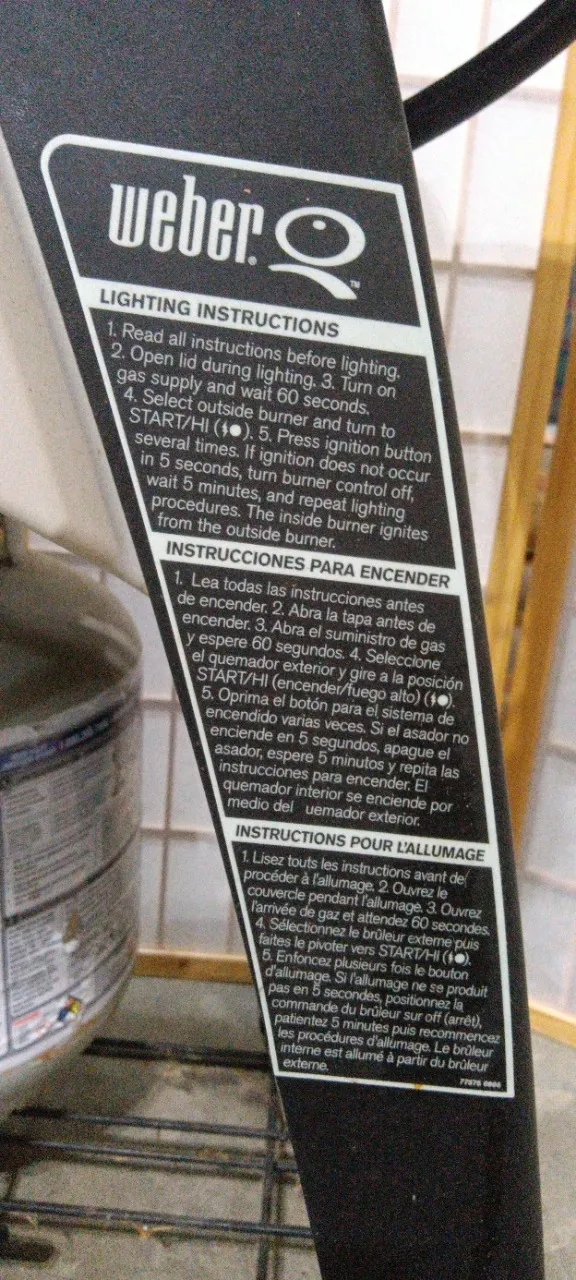 weber®
™
LIGHTING INSTRUCTIONS
1. Read all instructions before lighting.
2. Open lid during lighting. 3. Turn on
gas supply and wait 60 seconds.
4. Select outside burner and turn to
START/HI (). 5. Press ignition button
several times. If ignition does not occur
in 5 seconds, turn burner control off,
wait 5 minutes, and repeat lighting
procedures. The inside burner ignites
from the outside burner.
INSTRUCCIONES PARA ENCENDER
1. Lea todas las instrucciones antes
de encender. 2. Abra la tapa antes de
encender. 3. Abra el suministro de gas
y espere 60 segundos. 4. Seleccione
el quemador exterior y gire a la posición
START/HI (encender/fuego alto) ().
5. Oprima el botón para el sistema de
encendido varias veces. Si el asador no
enciende en 5 segundos, apague el
asador, espere 5 minutos y repita las
instrucciones para encender. El
quemador interior se enciende por
medio del uemador exterior.
INSTRUCTIONS POUR L'ALLUMAGE
1. Lisez touts les instructions avant de
procéder à l'allumage. 2. Ouvrez le
couvercle pendant l'allumage. 3. Ouvrez
l'arrivée de gaz et attendez 60 secondes.
4. Sélectionnez le brûleur externe puis
faites le pivoter vers START/HI ().
5. Enfoncez plusieurs fois le bouton
d'allumage. Si l'allumage ne se produit
pas en 5 secondes, positionnez la
commande du brûleur sur off (arrêt),
patientez 5 minutes puis recommencez
les procédures d'allumage. Le brûleur
interne est allumé à partir du brûleur
externe.